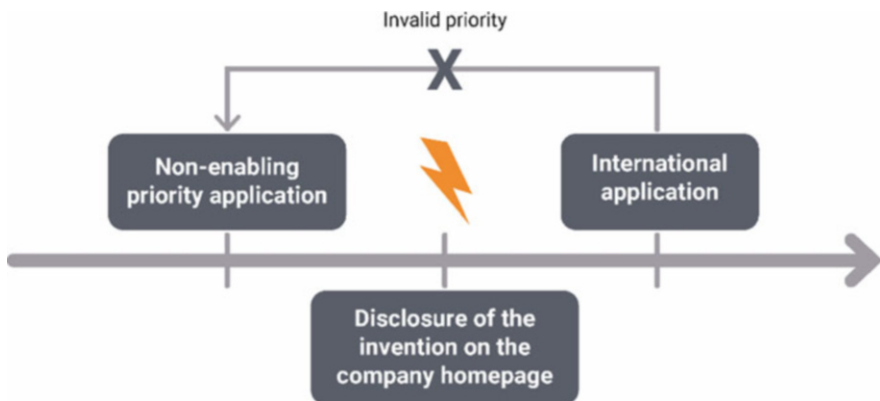 Invalid priority
X
Non-enabling
priority application
International
application
Disclosure of the
invention on the
company homepage